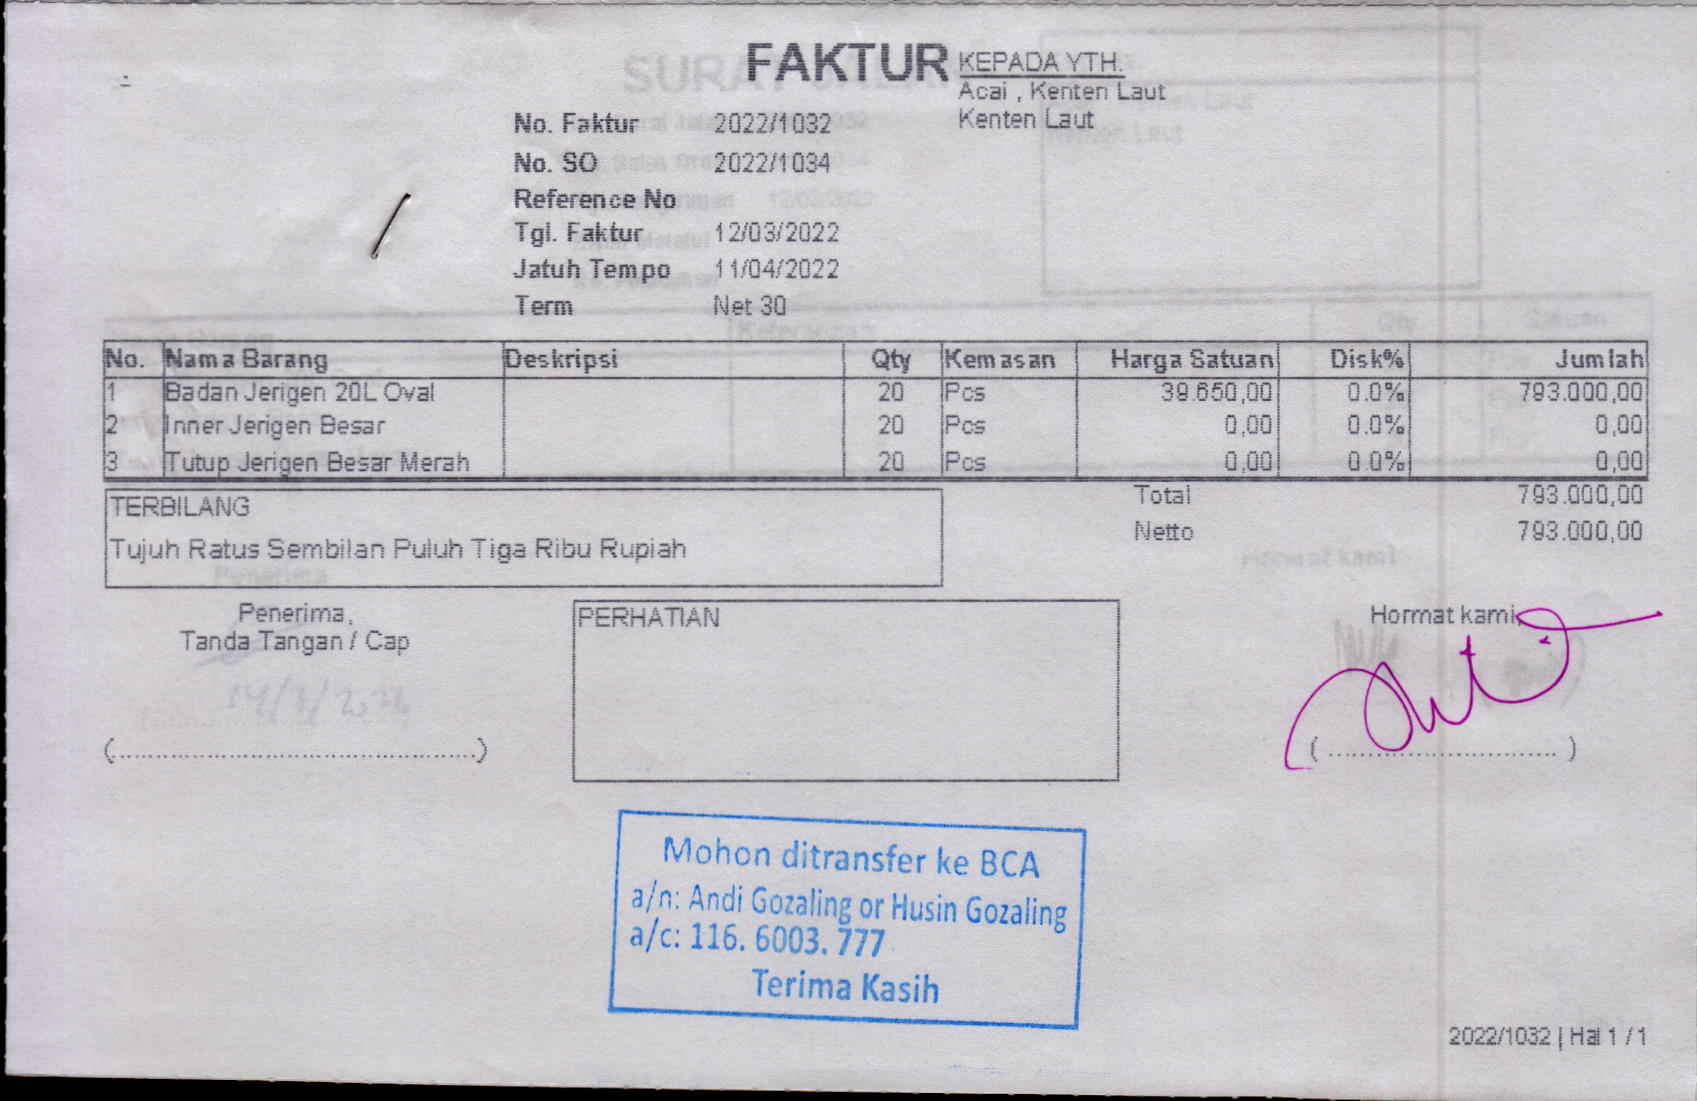 FAKTUR
KEPADA YTH.
Acai , Kenten Laut
Kenten Laut
No. Faktur 2022/1032
No. SO 2022/1034
Reference No
Tgl. Faktur 12/03/2022
Jatuh Tempo 11/04/2022
Term Net 30
No. Nama Barang Deskripsi Qty Kemasan Harga Satuan Disk% Jumlah
1 Badan Jerigen 20L Oval 20 Pcs 39.650,00 0.0% 793.000,00
2 Inner Jerigen Besar 20 Pcs 0,00 0.0% 0,00
3 Tutup Jerigen Besar Merah 20 Pcs 0,00 0.0% 0,00
Total 793.000,00
Netto 793.000,00
TERBILANG
Tujuh Ratus Sembilan Puluh Tiga Ribu Rupiah
Penerima,
Tanda Tangan / Cap
(............................................)
PERHATIAN
Hormat kami,
( ............................ )
Mohon ditransfer ke BCA
a/n: Andi Gozaling or Husin Gozaling
a/c: 116. 6003. 777
Terima Kasih
2022/1032 | Hal 1 / 1